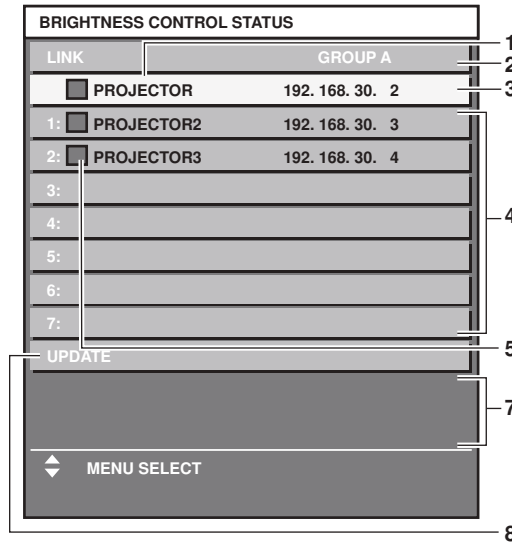 BRIGHTNESS CONTROL STATUS
1
LINK GROUP A
2
PROJECTOR 192. 168. 30. 2
3
1: PROJECTOR2 192. 168. 30. 3
2: PROJECTOR3 192. 168. 30. 4
3:
4
4:
5:
6:
7:
5
UPDATE
7
MENU SELECT
8